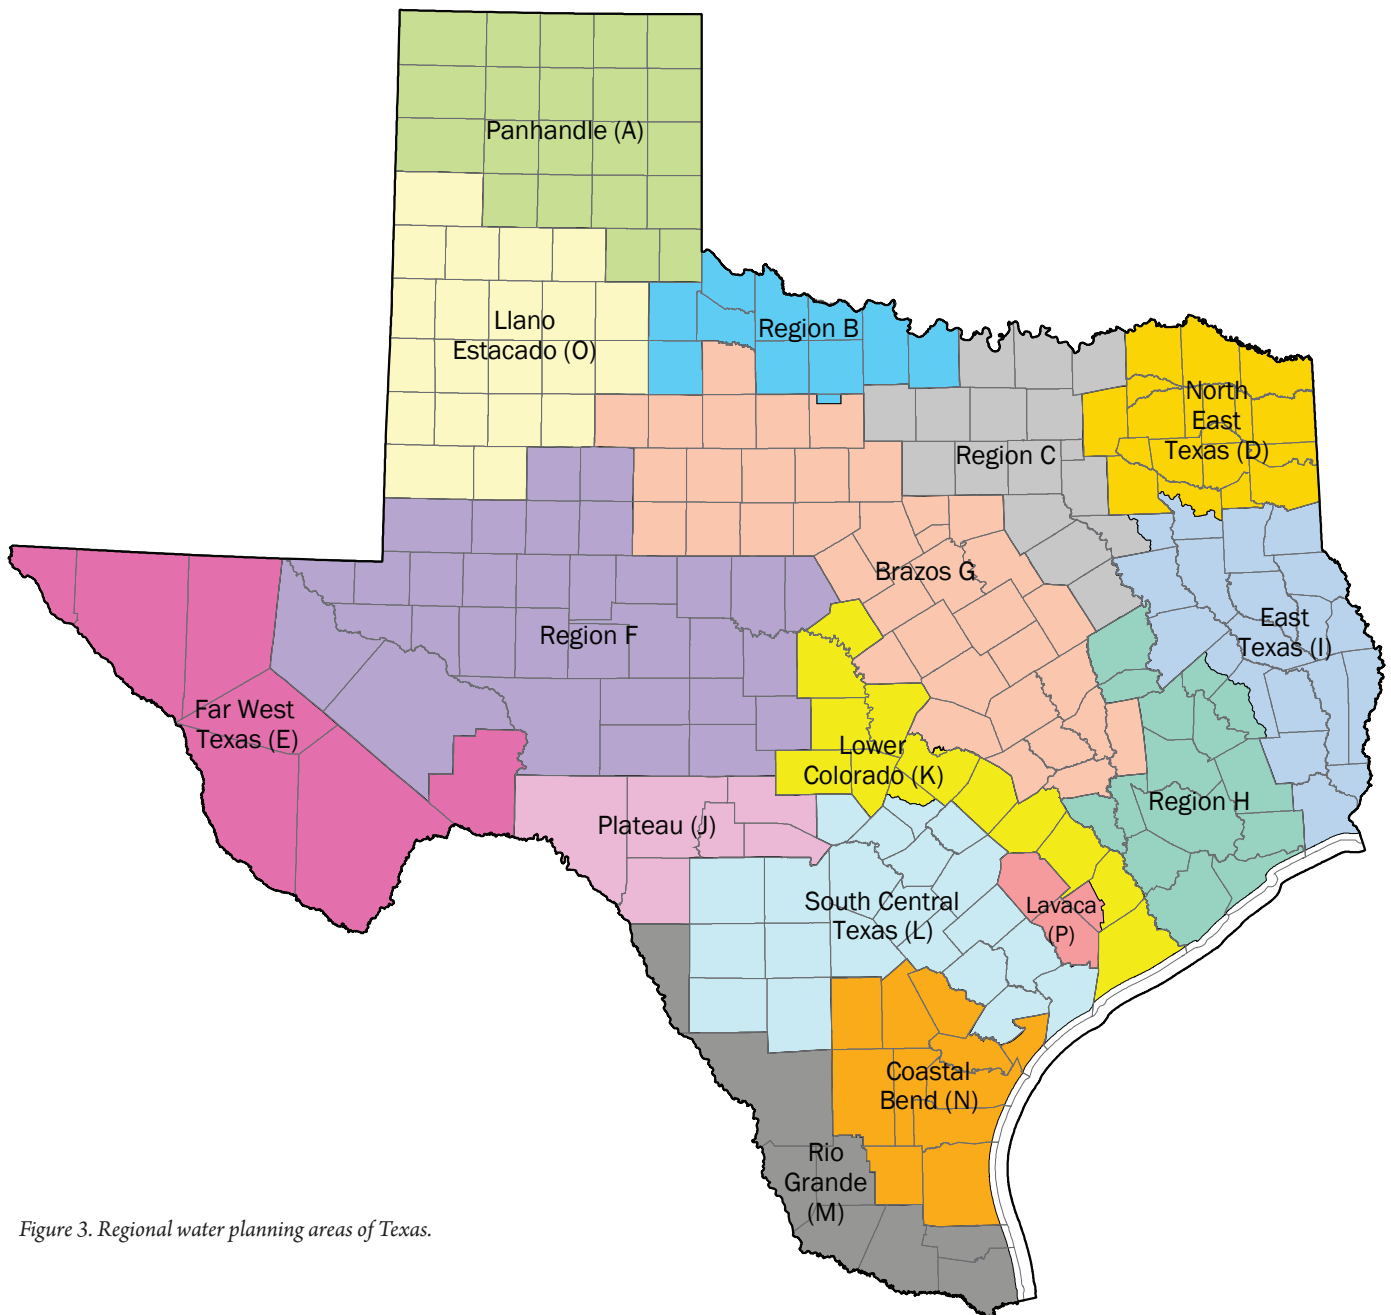 Panhandle (A)
Llano
Estacado (O)
Region B
North
East
Texas (D)
Region C
Brazos G
East
Texas (I)
Region F
Far West
Texas (E)
Lower
Colorado (K)
Region H
Plateau (J)
South Central
Texas (L)
Lavaca
(P)
Coastal
Bend (N)
Rio
Grande
(M)
Figure 3. Regional water planning areas of Texas.